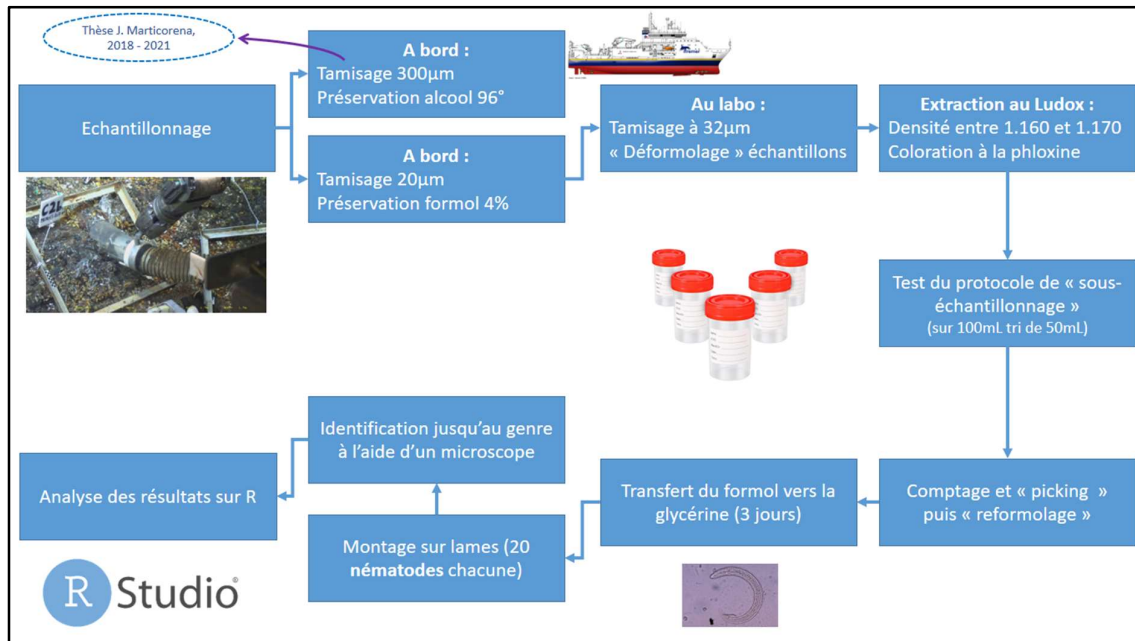 Thèse J. Marticorena,
2018 - 2021
A bord :
Tamisage 300µm
Préservation alcool 96°
Echantillonnage
A bord :
Tamisage 20µm
Préservation formol 4%
Au labo :
Tamisage à 32µm
« Déformolage » échantillons
Extraction au Ludox :
Densité entre 1.160 et 1.170
Coloration à la phloxine
C2L
Test du protocole de « sous-
échantillonnage »
(sur 100mL tri de 50mL)
Comptage et « picking »
puis « reformolage »
Transfert du formol vers la
glycérine (3 jours)
Montage sur lames (20
nématodes chacune)
Identification jusqu'au genre
à l'aide d'un microscope
Analyse des résultats sur R
R Studio®